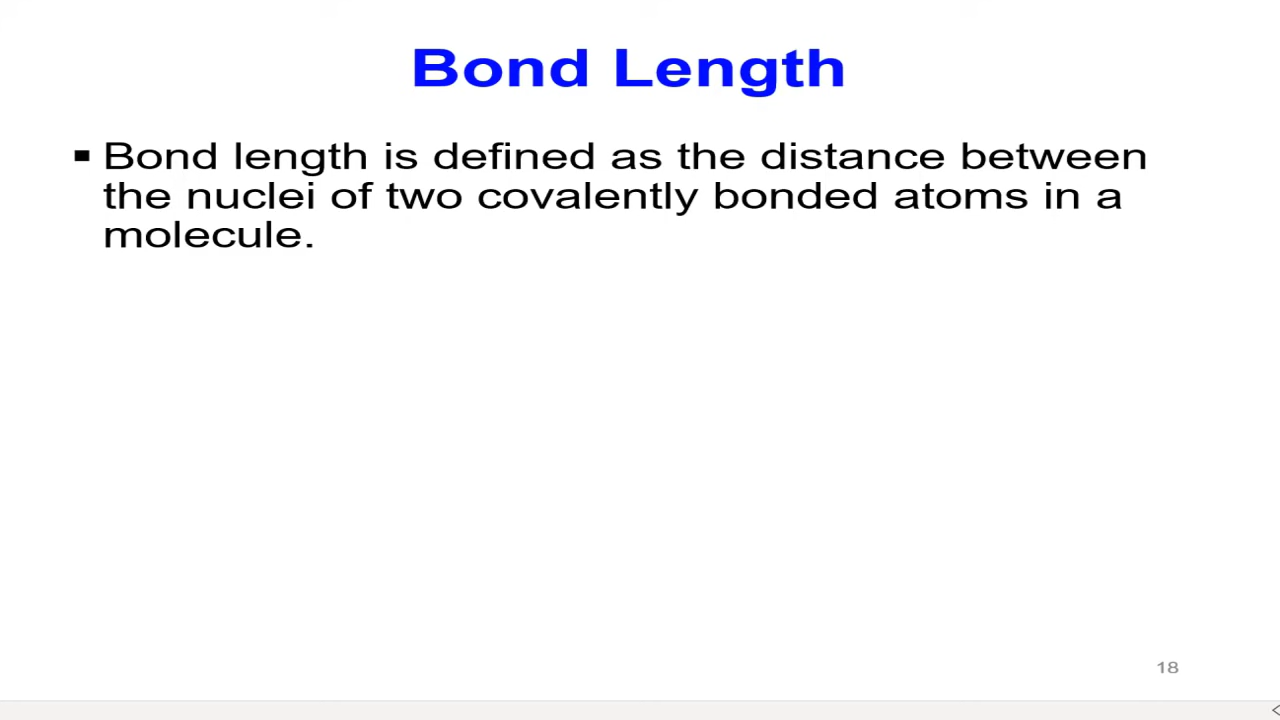 Bond Length
▪ Bond length is defined as the distance between
the nuclei of two covalently bonded atoms in a
molecule.
18